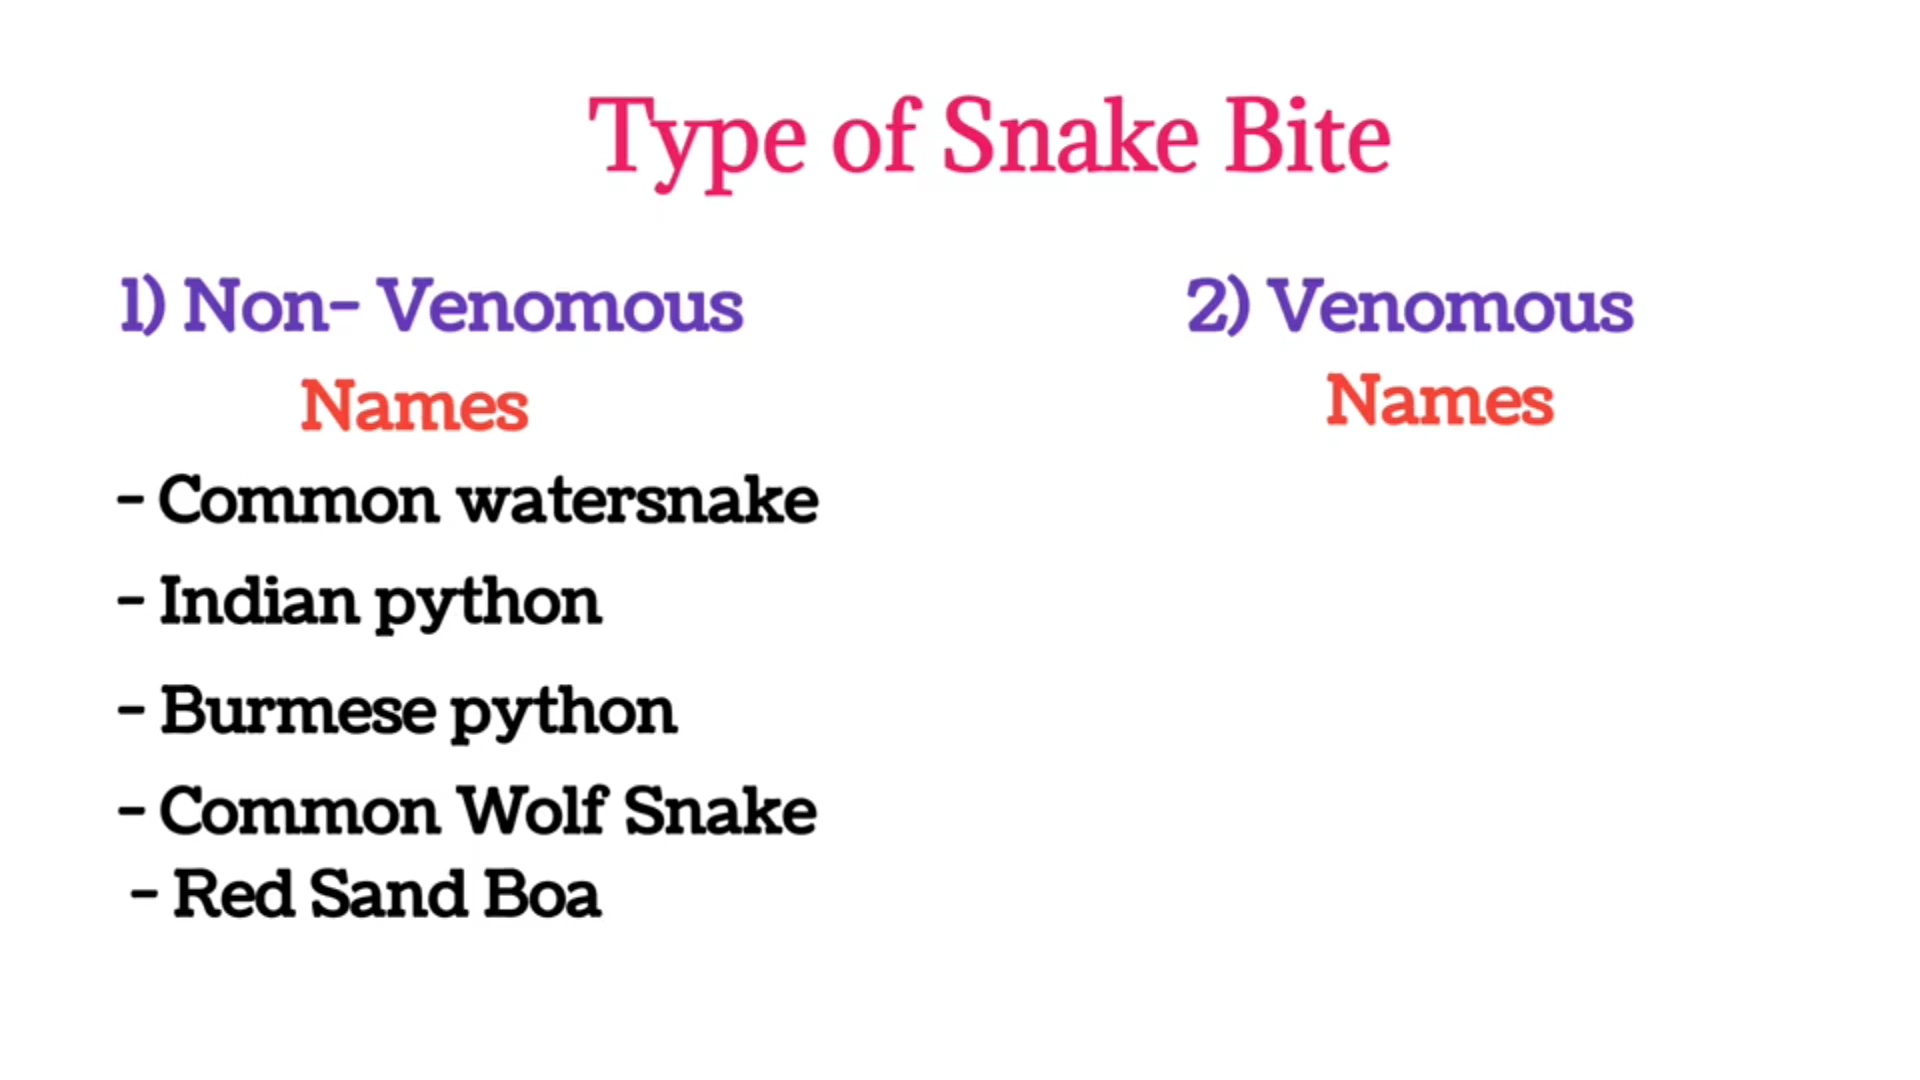 Type of Snake Bite
1) Non- Venomous
2) Venomous
Names
Names
- Common watersnake
- Indian python
- Burmese python
- Common Wolf Snake
- Red Sand Boa